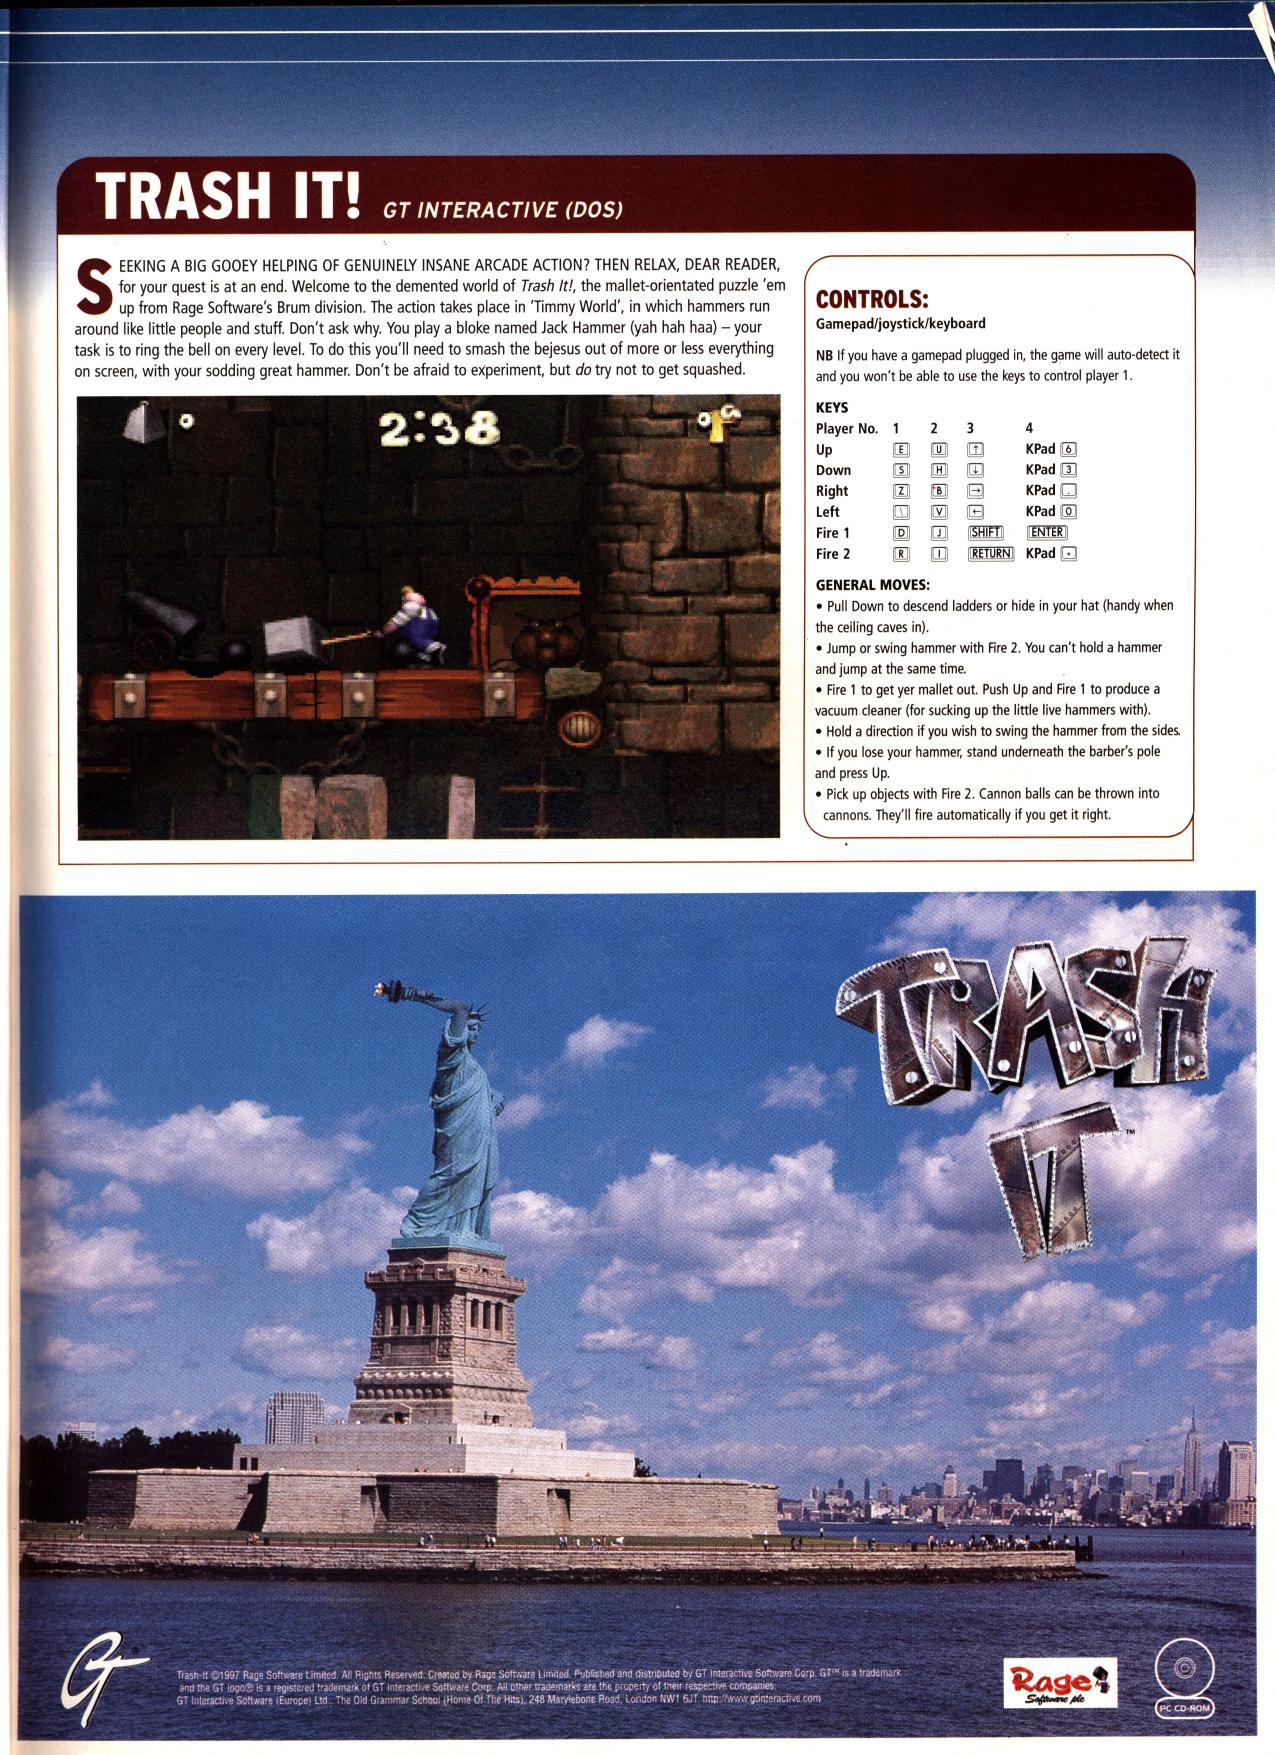 TRASH IT! GT INTERACTIVE (DOS)
SEEKING A BIG GOOEY HELPING OF GENUINELY INSANE ARCADE ACTION? THEN RELAX, DEAR READER,
for your quest is at an end. Welcome to the demented world of Trash It!, the mallet-orientated puzzle 'em
up from Rage Software's Brum division. The action takes place in 'Timmy World', in which hammers run
around like little people and stuff. Don't ask why. You play a bloke named Jack Hammer (yah hah haa) – your
task is to ring the bell on every level. To do this you'll need to smash the bejesus out of more or less everything
on screen, with your sodding great hammer. Don't be afraid to experiment, but do try not to get squashed.
2:38
CONTROLS:
Gamepad/joystick/keyboard
NB If you have a gamepad plugged in, the game will auto-detect it
and you won't be able to use the keys to control player 1.
KEYS
Player No. 1 2 3 4
Up E U ↑ KPad 6
Down S H ↓ KPad 3
Right Z B → KPad .
Left \ V ← KPad 0
Fire 1 D J SHIFT ENTER
Fire 2 R I RETURN KPad +
GENERAL MOVES:
• Pull Down to descend ladders or hide in your hat (handy when
the ceiling caves in).
• Jump or swing hammer with Fire 2. You can't hold a hammer
and jump at the same time.
• Fire 1 to get yer mallet out. Push Up and Fire 1 to produce a
vacuum cleaner (for sucking up the little live hammers with).
• Hold a direction if you wish to swing the hammer from the sides.
• If you lose your hammer, stand underneath the barber's pole
and press Up.
• Pick up objects with Fire 2. Cannon balls can be thrown into
cannons. They'll fire automatically if you get it right.
TRASH
IT™
GT®
Trash-It ©1997 Rage Software Limited. All Rights Reserved. Created by Rage Software Limited. Published and distributed by GT Interactive Software Corp. GT™ is a trademark
and the GT logo® is a registered trademark of GT Interactive Software Corp. All other trademarks are the property of their respective companies.
GT Interactive Software (Europe) Ltd., The Old Grammar School (Home Of The Hits), 248 Marylebone Road, London NW1 6JT http://www.gtinteractive.com
Rage
Software plc
PC CD-ROM